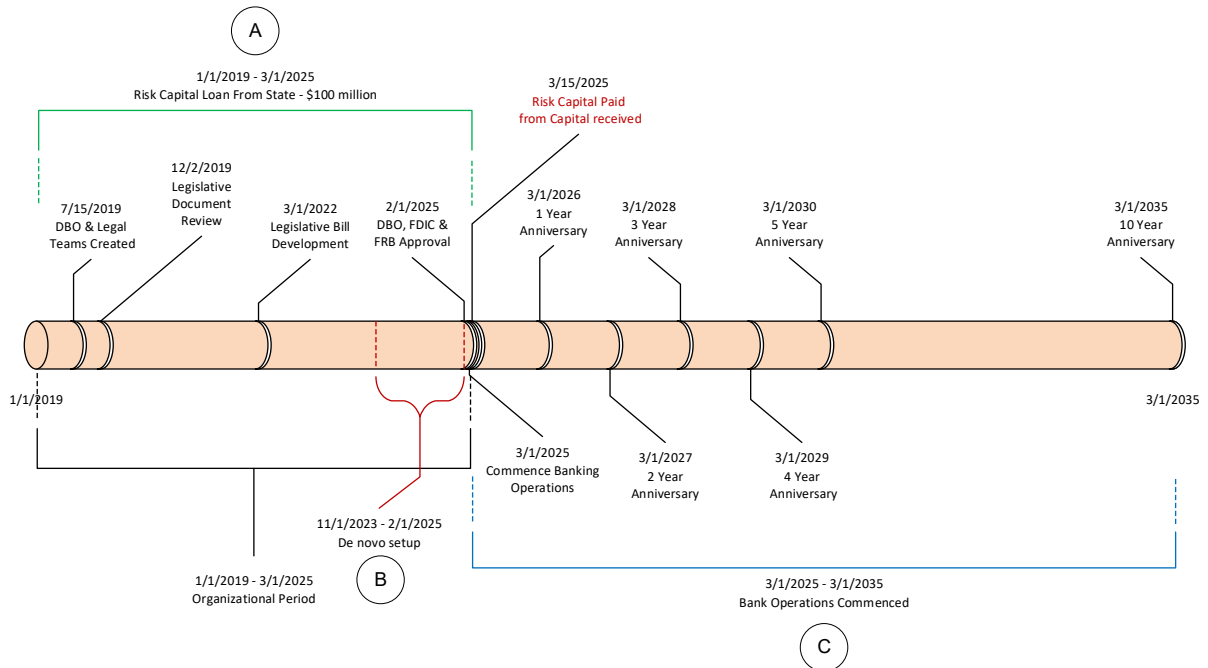 A
1/1/2019 - 3/1/2025
Risk Capital Loan From State - $100 million
3/15/2025
Risk Capital Paid
from Capital received
7/15/2019
DBO & Legal
Teams Created
12/2/2019
Legislative
Document
Review
3/1/2022
Legislative Bill
Development
2/1/2025
DBO, FDIC &
FRB Approval
3/1/2026
1 Year
Anniversary
3/1/2028
3 Year
Anniversary
3/1/2030
5 Year
Anniversary
3/1/2035
10 Year
Anniversary
1/1/2019
3/1/2035
3/1/2025
Commence Banking
Operations
3/1/2027
2 Year
Anniversary
3/1/2029
4 Year
Anniversary
11/1/2023 - 2/1/2025
De novo setup
B
1/1/2019 - 3/1/2025
Organizational Period
3/1/2025 - 3/1/2035
Bank Operations Commenced
C